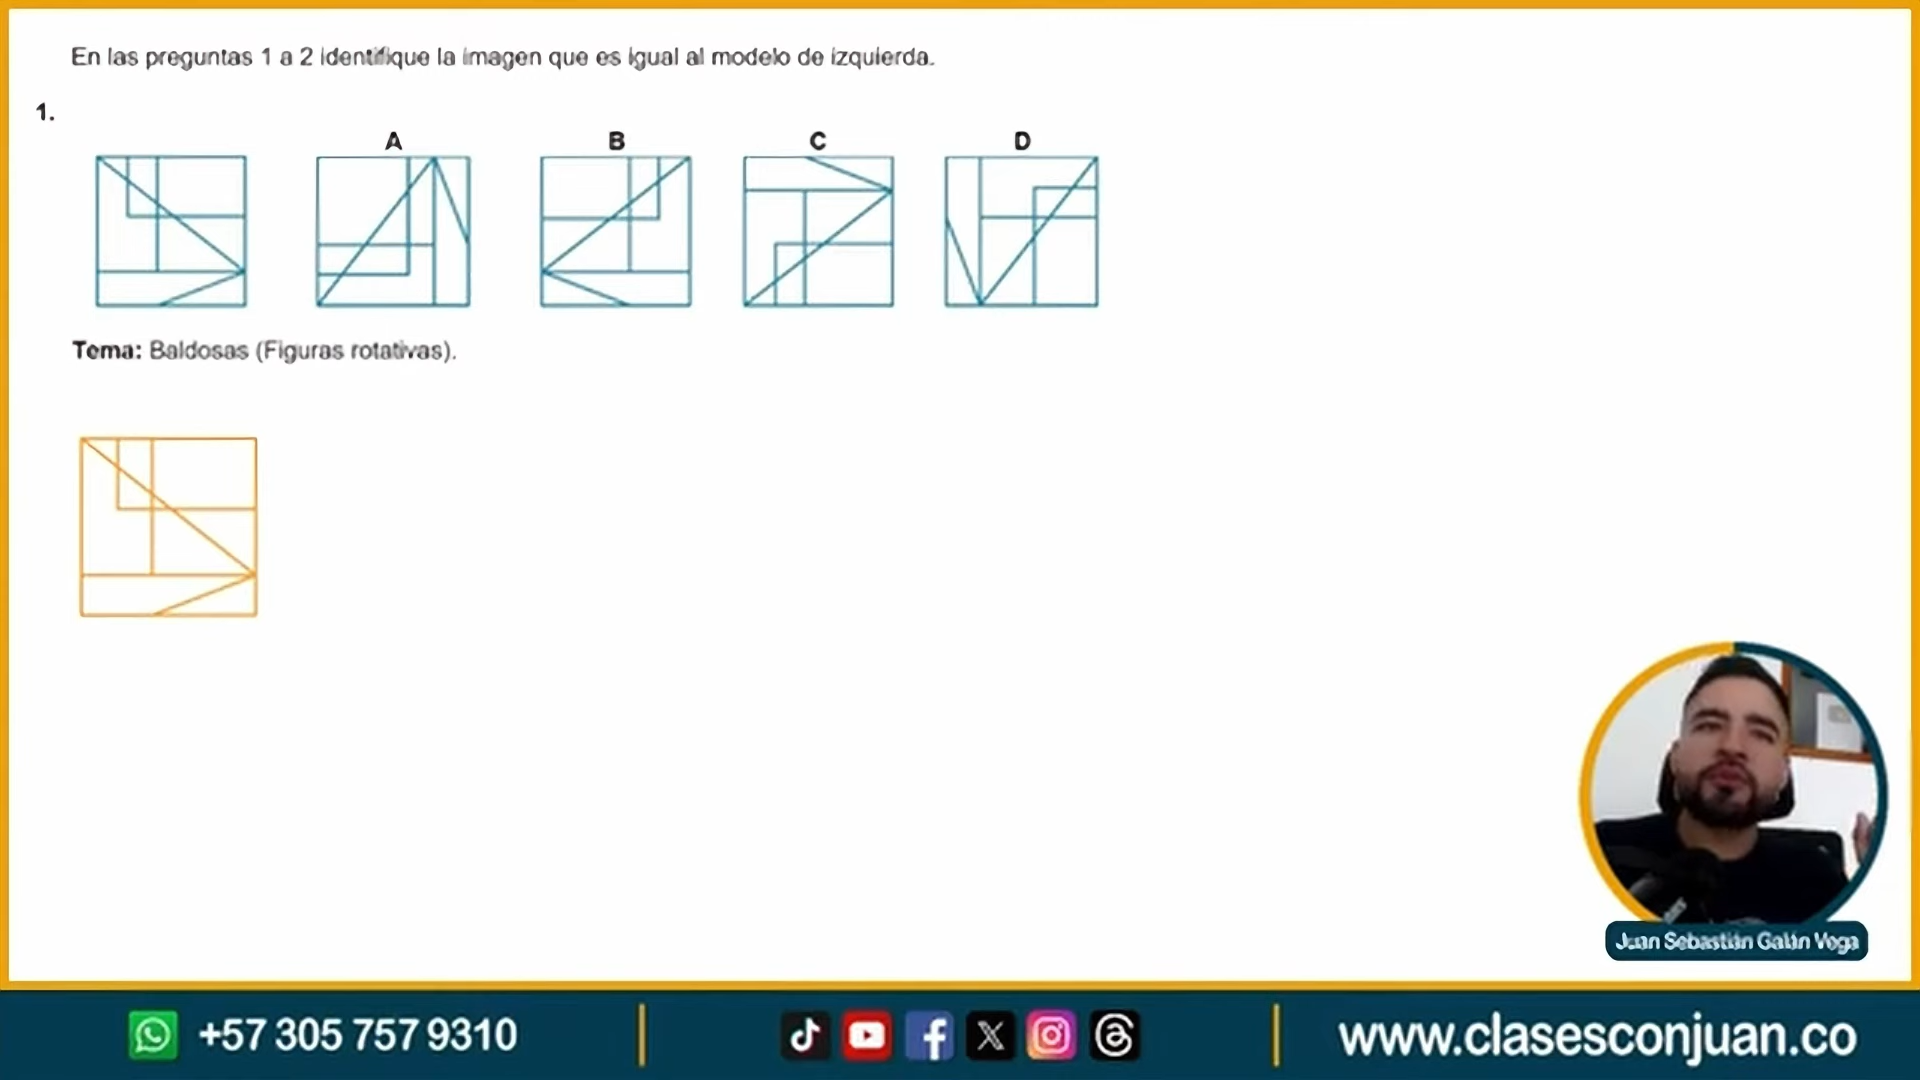 En las preguntas 1 a 2 identifique la imagen que es igual al modelo de izquierda.
1.
A B C D
Tema: Baldosas (Figuras rotativas).
Juan Sebastián Galán Vega
+57 305 757 9310
www.clasesconjuan.co